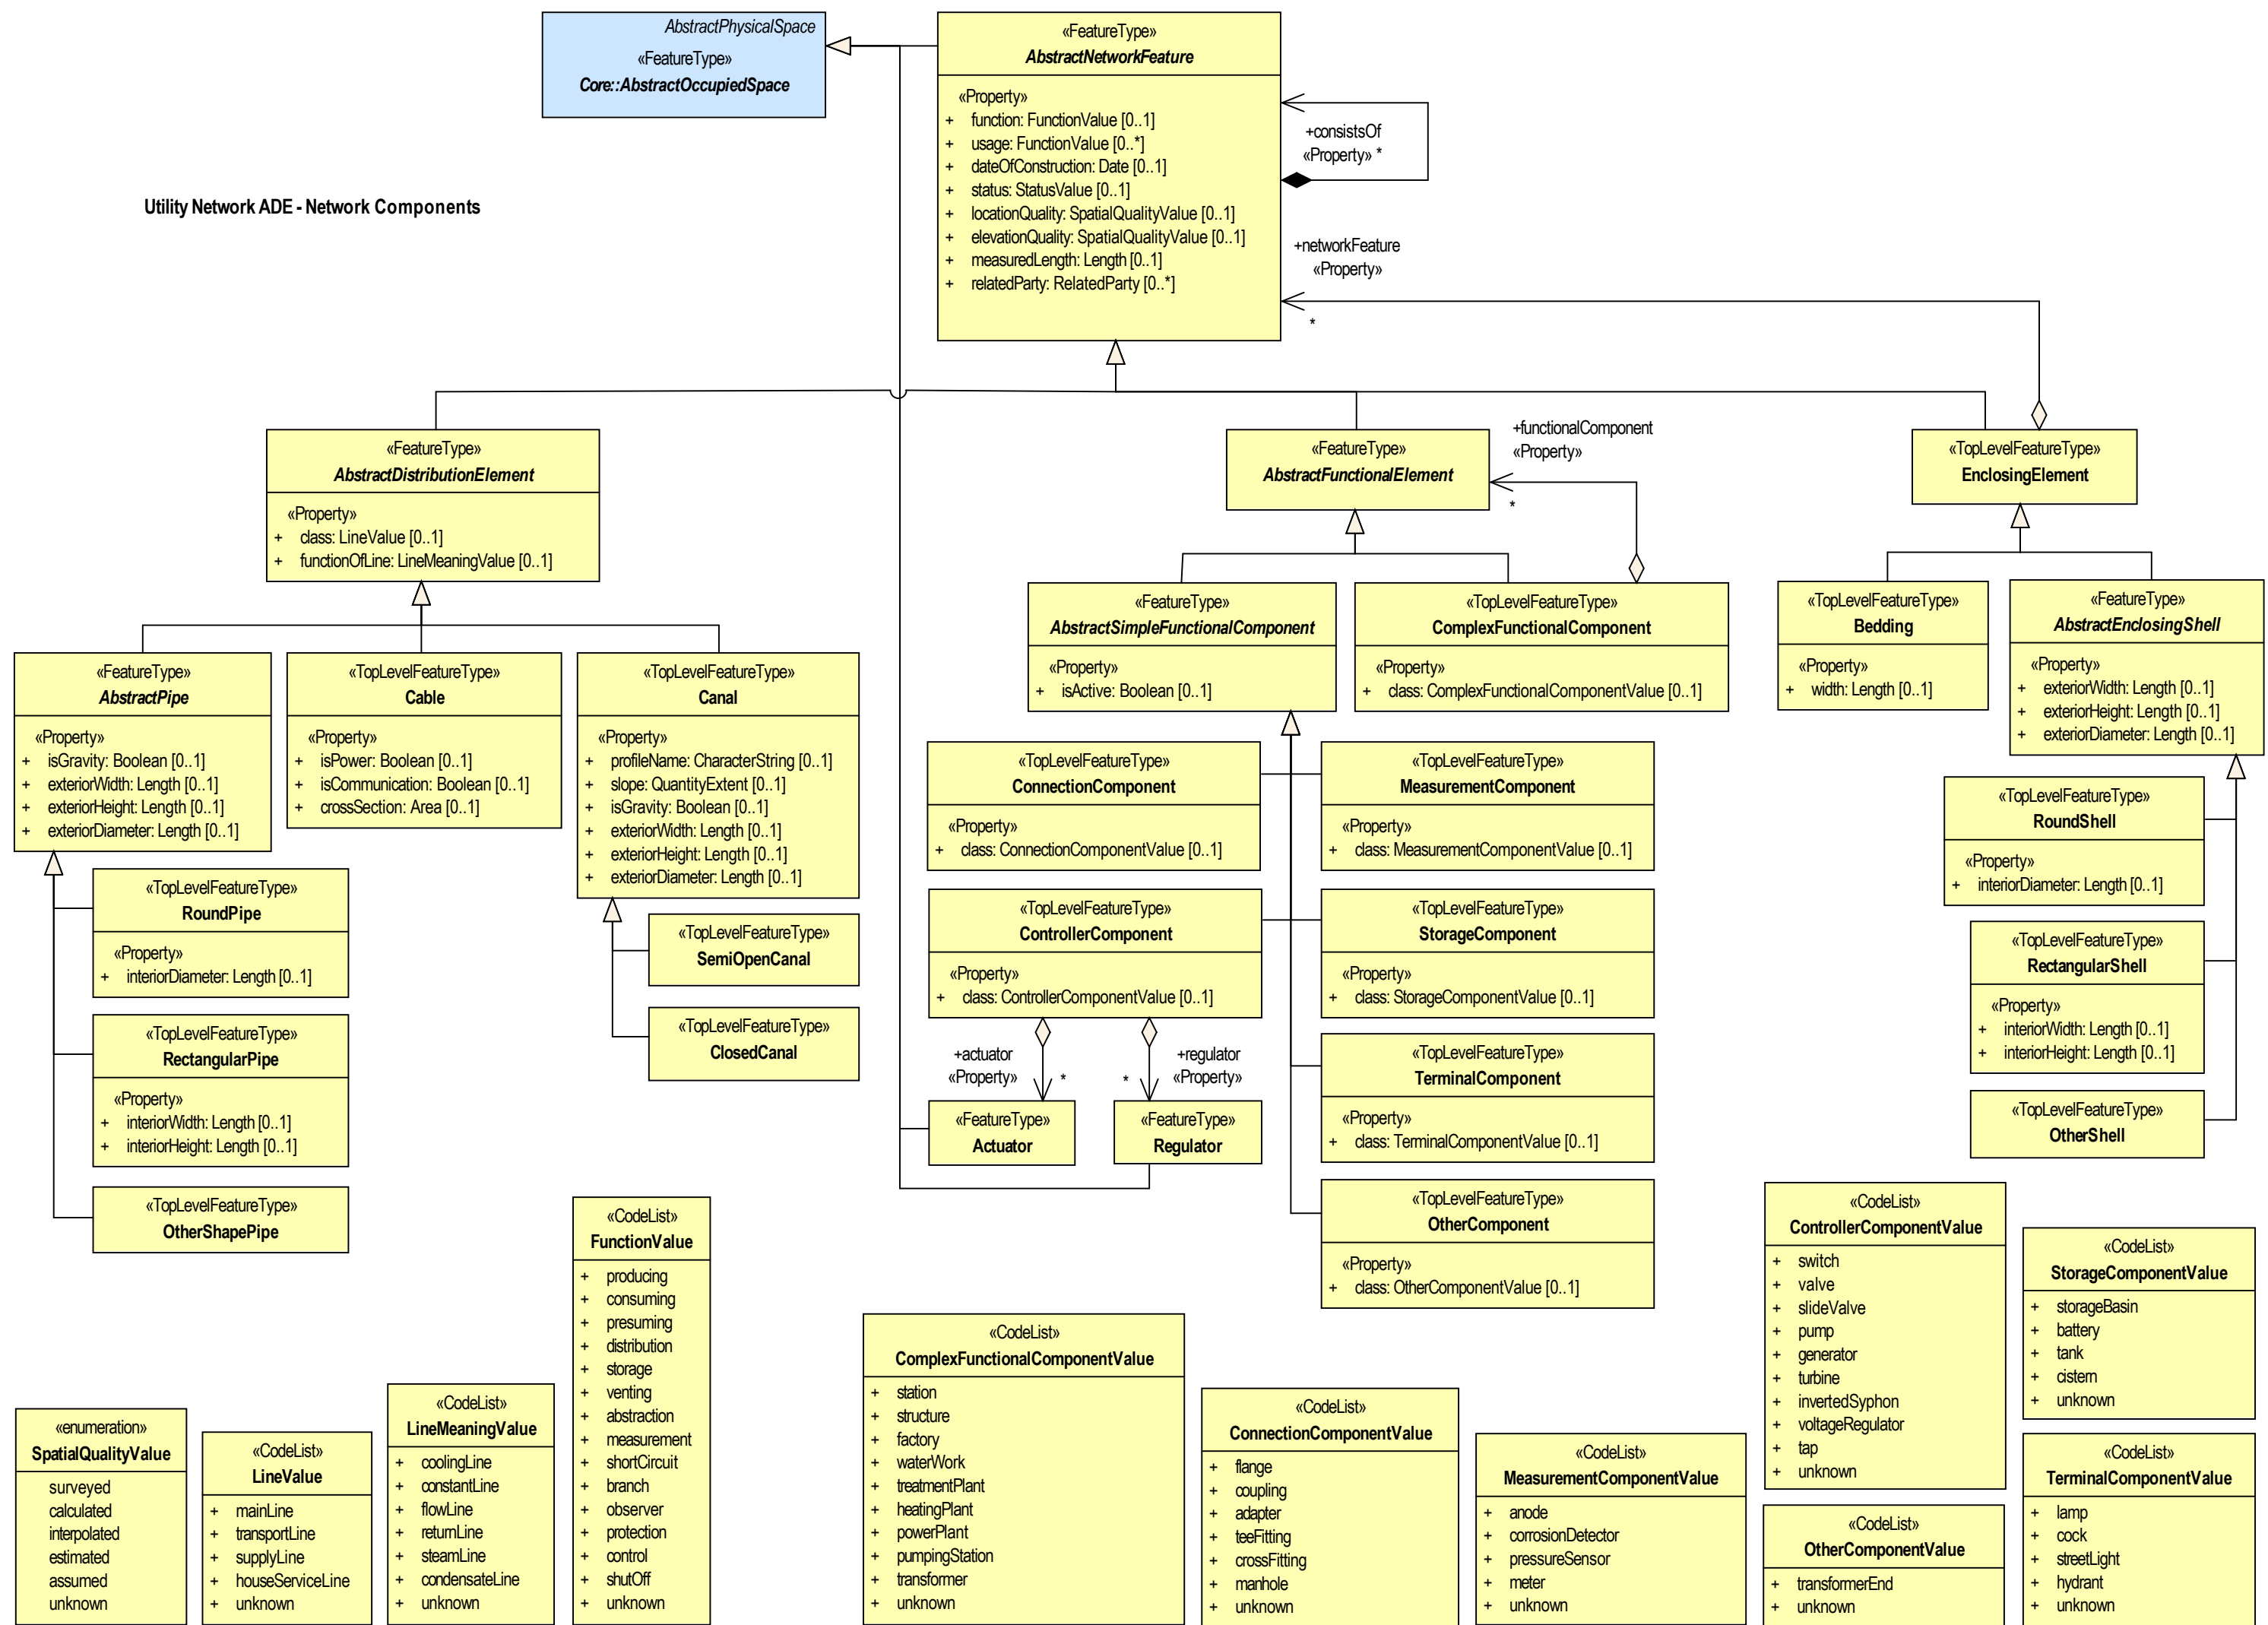 AbstractPhysicalSpace
«FeatureType»
Core::AbstractOccupiedSpace
«FeatureType»
AbstractNetworkFeature
«Property»
+ function: FunctionValue [0..1]
+ usage: FunctionValue [0..*]
+ dateOfConstruction: Date [0..1]
+ status: StatusValue [0..1]
+ locationQuality: SpatialQualityValue [0..1]
+ elevationQuality: SpatialQualityValue [0..1]
+ measuredLength: Length [0..1]
+ relatedParty: RelatedParty [0..*]
+consistsOf
«Property» *
+networkFeature
«Property»
*
Utility Network ADE - Network Components
«FeatureType»
AbstractDistributionElement
«Property»
+ class: LineValue [0..1]
+ functionOfLine: LineMeaningValue [0..1]
«FeatureType»
AbstractFunctionalElement
+functionalComponent
«Property»
*
«TopLevelFeatureType»
EnclosingElement
«FeatureType»
AbstractPipe
«Property»
+ isGravity: Boolean [0..1]
+ exteriorWidth: Length [0..1]
+ exteriorHeight: Length [0..1]
+ exteriorDiameter: Length [0..1]
«TopLevelFeatureType»
Cable
«Property»
+ isPower: Boolean [0..1]
+ isCommunication: Boolean [0..1]
+ crossSection: Area [0..1]
«TopLevelFeatureType»
Canal
«Property»
+ profileName: CharacterString [0..1]
+ slope: QuantityExtent [0..1]
+ isGravity: Boolean [0..1]
+ exteriorWidth: Length [0..1]
+ exteriorHeight: Length [0..1]
+ exteriorDiameter: Length [0..1]
«FeatureType»
AbstractSimpleFunctionalComponent
«Property»
+ isActive: Boolean [0..1]
«TopLevelFeatureType»
ComplexFunctionalComponent
«Property»
+ class: ComplexFunctionalComponentValue [0..1]
«TopLevelFeatureType»
Bedding
«Property»
+ width: Length [0..1]
«FeatureType»
AbstractEnclosingShell
«Property»
+ exteriorWidth: Length [0..1]
+ exteriorHeight: Length [0..1]
+ exteriorDiameter: Length [0..1]
«TopLevelFeatureType»
RoundPipe
«Property»
+ interiorDiameter: Length [0..1]
«TopLevelFeatureType»
RectangularPipe
«Property»
+ interiorWidth: Length [0..1]
+ interiorHeight: Length [0..1]
«TopLevelFeatureType»
OtherShapePipe
«TopLevelFeatureType»
SemiOpenCanal
«TopLevelFeatureType»
ClosedCanal
«TopLevelFeatureType»
ConnectionComponent
«Property»
+ class: ConnectionComponentValue [0..1]
«TopLevelFeatureType»
MeasurementComponent
«Property»
+ class: MeasurementComponentValue [0..1]
«TopLevelFeatureType»
ControllerComponent
«Property»
+ class: ControllerComponentValue [0..1]
«TopLevelFeatureType»
StorageComponent
«Property»
+ class: StorageComponentValue [0..1]
+actuator
«Property» *
+regulator
* «Property»
«FeatureType»
Actuator
«FeatureType»
Regulator
«TopLevelFeatureType»
TerminalComponent
«Property»
+ class: TerminalComponentValue [0..1]
«TopLevelFeatureType»
OtherComponent
«Property»
+ class: OtherComponentValue [0..1]
«TopLevelFeatureType»
RoundShell
«Property»
+ interiorDiameter: Length [0..1]
«TopLevelFeatureType»
RectangularShell
«Property»
+ interiorWidth: Length [0..1]
+ interiorHeight: Length [0..1]
«TopLevelFeatureType»
OtherShell
«enumeration»
SpatialQualityValue
surveyed
calculated
interpolated
estimated
assumed
unknown
«CodeList»
LineValue
+ mainLine
+ transportLine
+ supplyLine
+ houseServiceLine
+ unknown
«CodeList»
LineMeaningValue
+ coolingLine
+ constantLine
+ flowLine
+ returnLine
+ steamLine
+ condensateLine
+ unknown
«CodeList»
FunctionValue
+ producing
+ consuming
+ presuming
+ distribution
+ storage
+ venting
+ abstraction
+ measurement
+ shortCircuit
+ branch
+ observer
+ protection
+ control
+ shutOff
+ unknown
«CodeList»
ComplexFunctionalComponentValue
+ station
+ structure
+ factory
+ waterWork
+ treatmentPlant
+ heatingPlant
+ powerPlant
+ pumpingStation
+ transformer
+ unknown
«CodeList»
ConnectionComponentValue
+ flange
+ coupling
+ adapter
+ teeFitting
+ crossFitting
+ manhole
+ unknown
«CodeList»
MeasurementComponentValue
+ anode
+ corrosionDetector
+ pressureSensor
+ meter
+ unknown
«CodeList»
ControllerComponentValue
+ switch
+ valve
+ slideValve
+ pump
+ generator
+ turbine
+ invertedSyphon
+ voltageRegulator
+ tap
+ unknown
«CodeList»
OtherComponentValue
+ transformerEnd
+ unknown
«CodeList»
StorageComponentValue
+ storageBasin
+ battery
+ tank
+ cistern
+ unknown
«CodeList»
TerminalComponentValue
+ lamp
+ cock
+ streetLight
+ hydrant
+ unknown